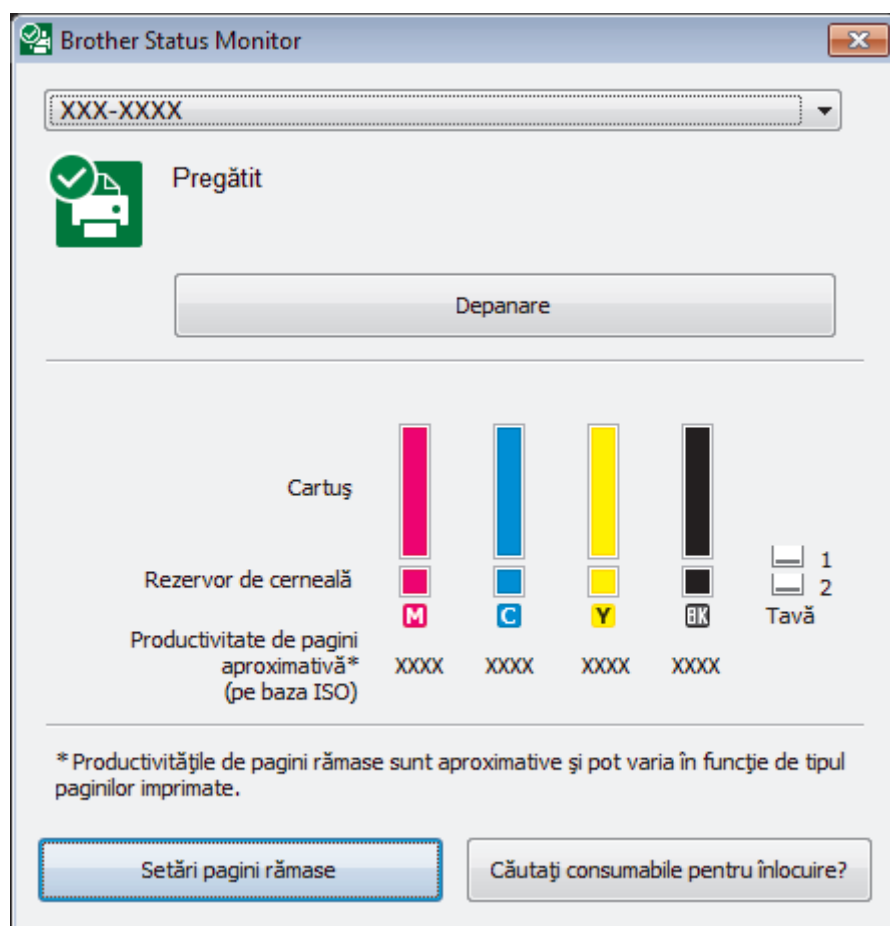 Brother Status Monitor
XXX-XXXX
Pregătit
Depanare
Cartuş
1
Rezervor de cerneală
2
M C Y BK Tavă
Productivitate de pagini
aproximativă* XXXX XXXX XXXX XXXX
(pe baza ISO)
* Productivităţile de pagini rămase sunt aproximative şi pot varia în funcţie de tipul
paginilor imprimate.
Setări pagini rămase
Căutaţi consumabile pentru înlocuire?